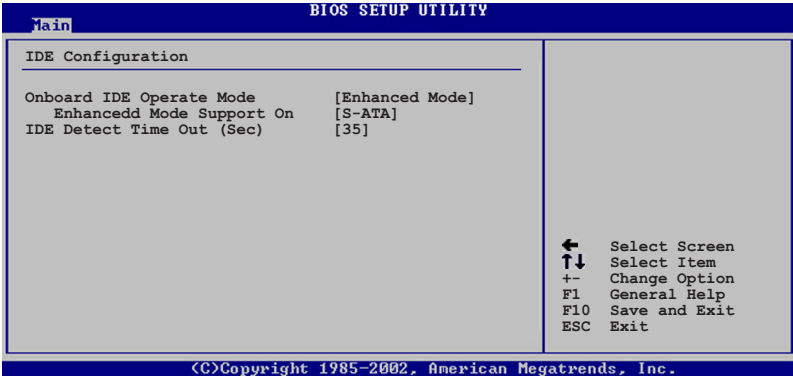 BIOS SETUP UTILITY
Main
IDE Configuration
Onboard IDE Operate Mode [Enhanced Mode]
Enhancedd Mode Support On [S-ATA]
IDE Detect Time Out (Sec) [35]
← Select Screen
↑↓ Select Item
+- Change Option
F1 General Help
F10 Save and Exit
ESC Exit
(C)Copyright 1985-2002, American Megatrends, Inc.